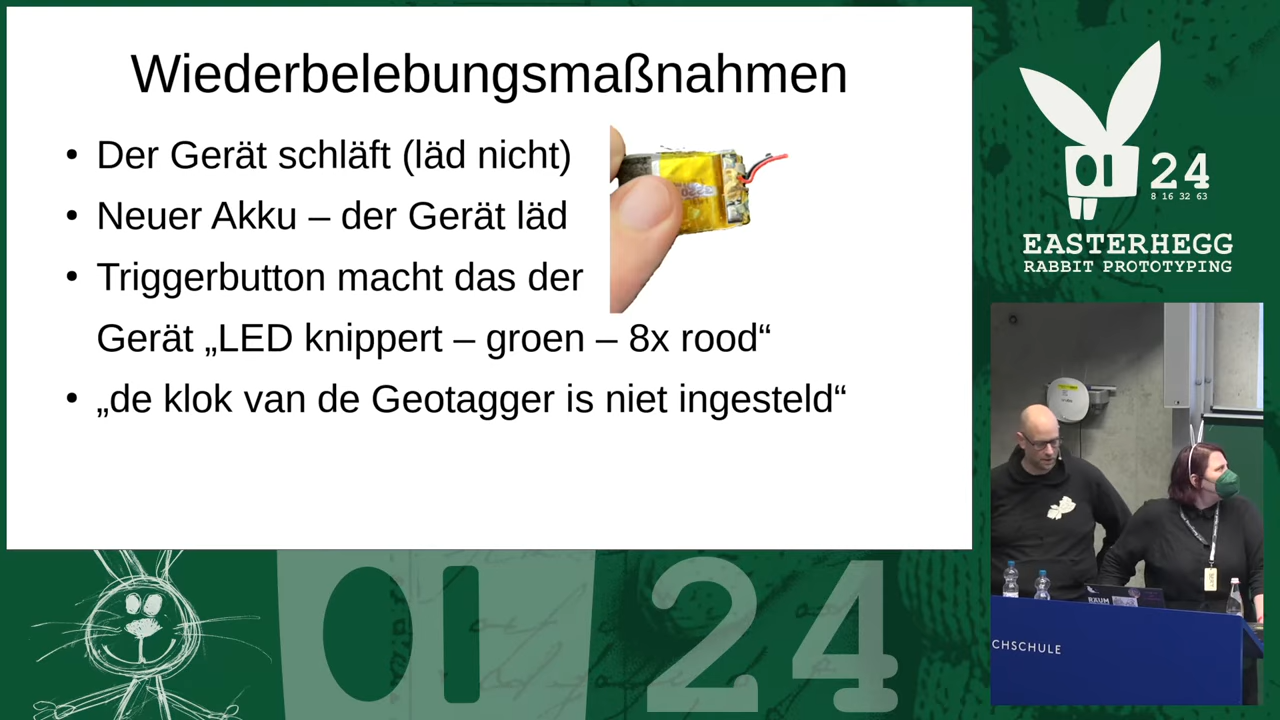 Wiederbelebungsmaßnahmen
• Der Gerät schläft (läd nicht)
• Neuer Akku – der Gerät läd
• Triggerbutton macht das der
Gerät „LED knippert – groen – 8x rood“
• „de klok van de Geotagger is niet ingesteld“
24
8 16 32 63
EASTERHEGG
RABBIT PROTOTYPING
RAUM
CHSCHULE
24